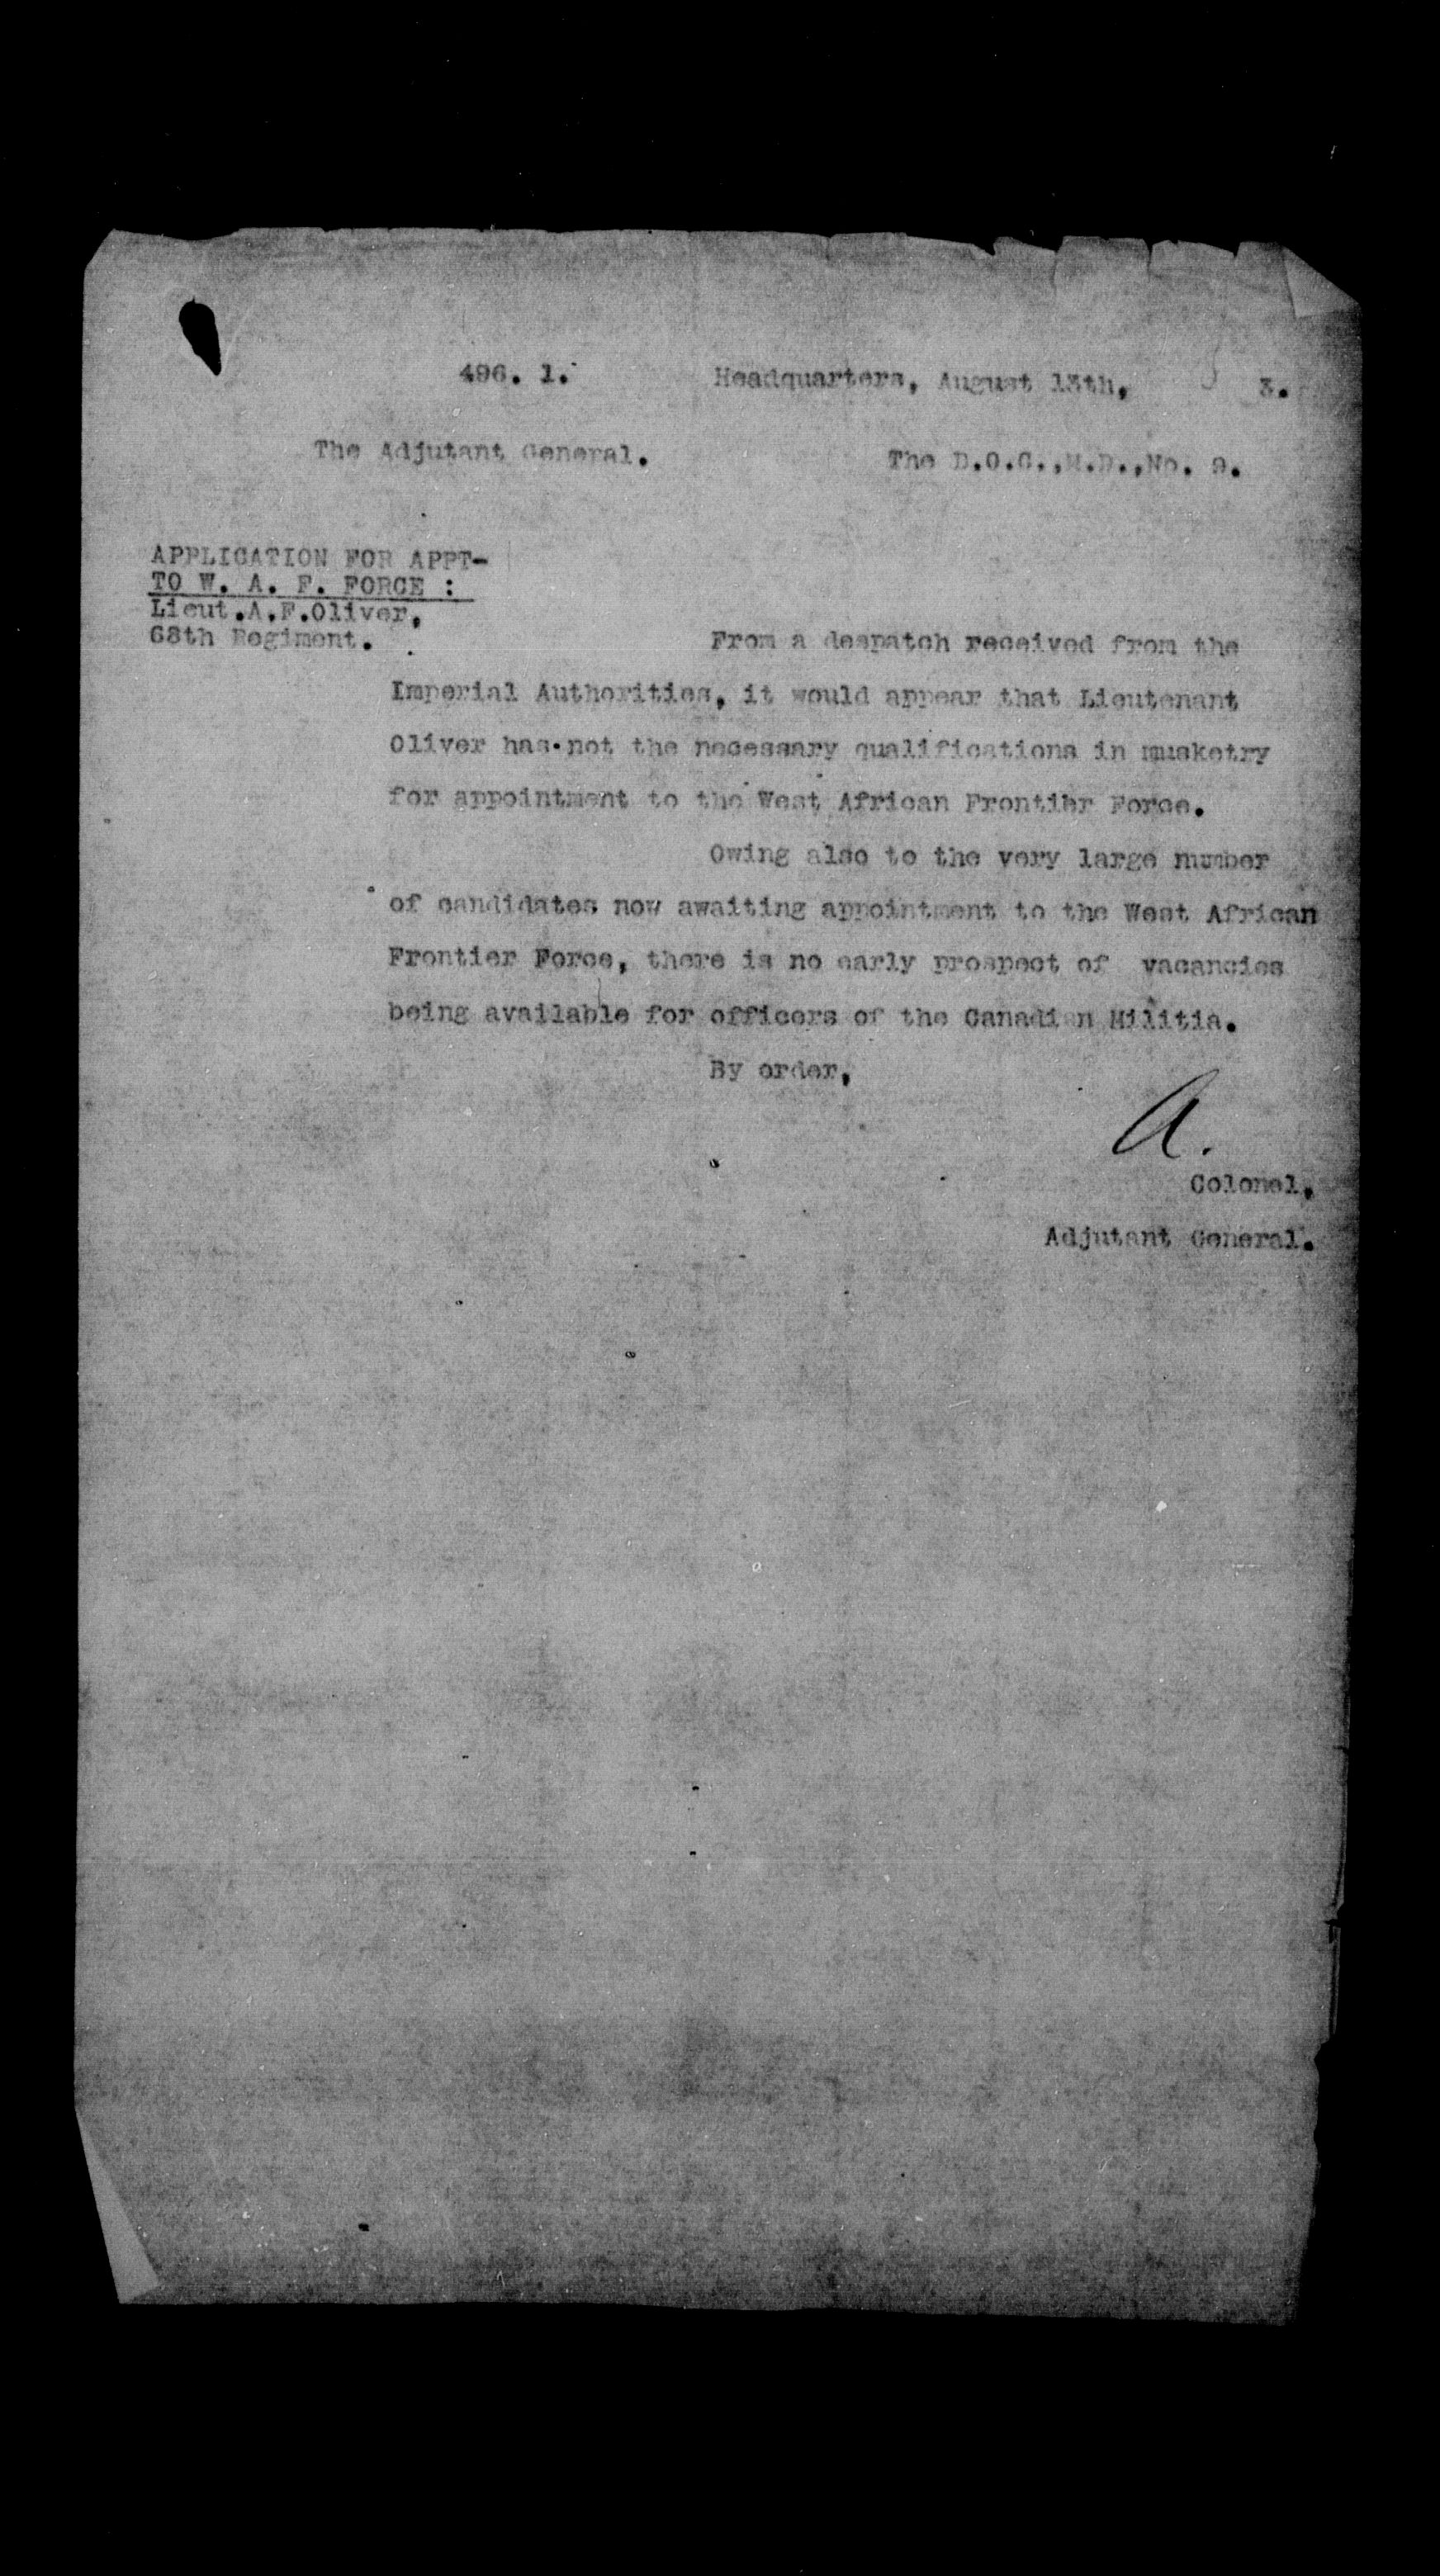 496. 1. Headquarters, August 13th, 3.
The Adjutant General. The D.O.C.,M.D.,No. 9.
APPLICATION FOR APPT-
TO W. A. F. FORCE :
Lieut.A.F.Oliver,
68th Regiment.
From a despatch received from the
Imperial Authorities, it would appear that Lieutenant
Oliver has not the necessary qualifications in musketry
for appointment to the West African Frontier Force.
Owing also to the very large number
of candidates now awaiting appointment to the West African
Frontier Force, there is no early prospect of vacancies
being available for officers of the Canadian Militia.
By order,
A.
Colonel,
Adjutant General.